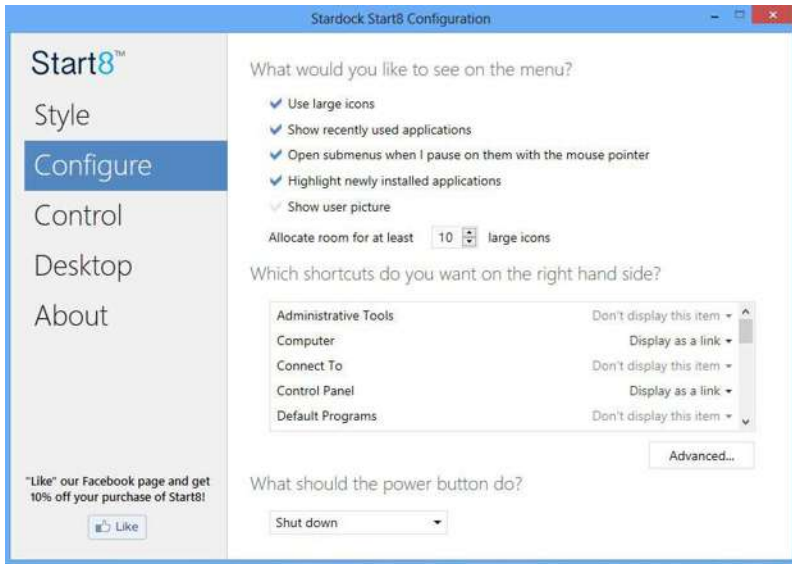 Stardock Start8 Configuration
Start8™
Style
Configure
Control
Desktop
About
"Like" our Facebook page and get
10% off your purchase of Start8!
Like
What would you like to see on the menu?
Use large icons
Show recently used applications
Open submenus when I pause on them with the mouse pointer
Highlight newly installed applications
Show user picture
Allocate room for at least 10 large icons
Which shortcuts do you want on the right hand side?
Administrative Tools Don't display this item
Computer Display as a link
Connect To Don't display this item
Control Panel Display as a link
Default Programs Don't display this item
Advanced...
What should the power button do?
Shut down